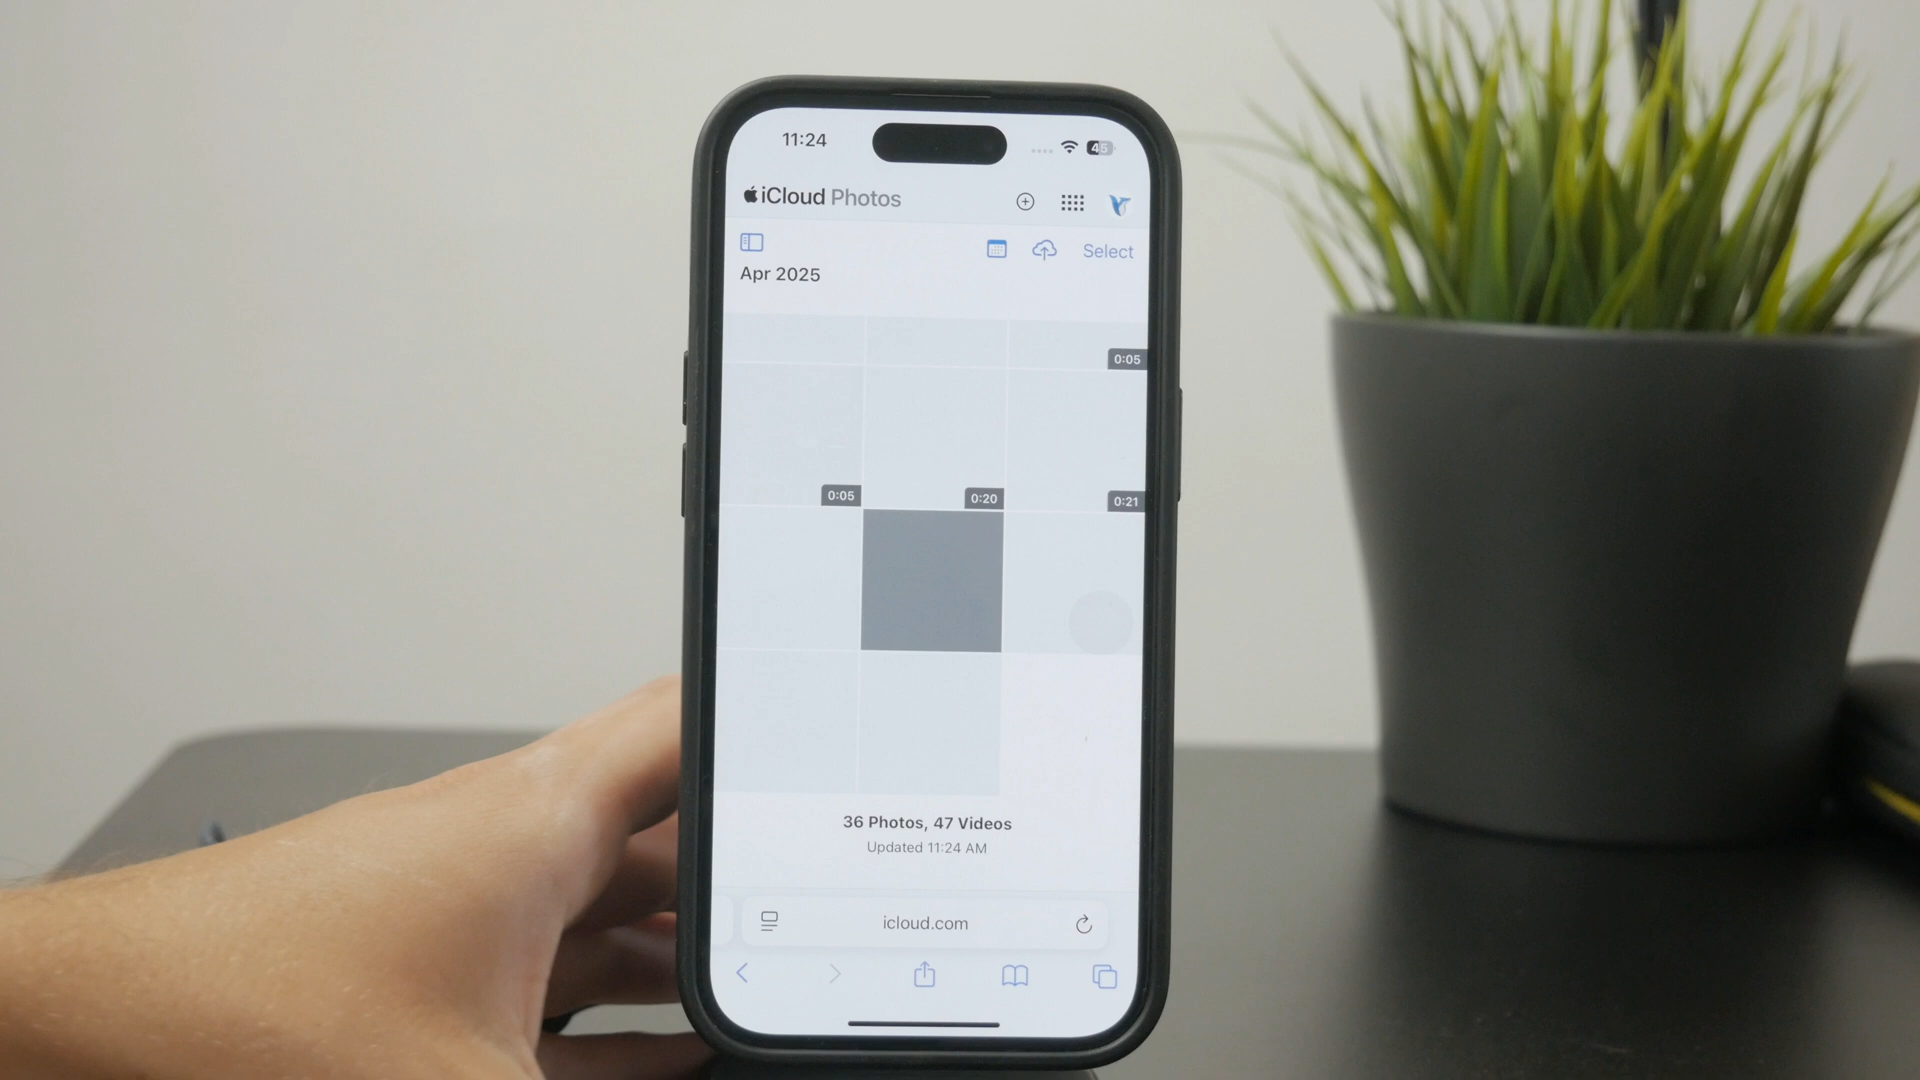 11:24
45
iCloud Photos
Select
Apr 2025
0:05
0:05
0:20
0:21
36 Photos, 47 Videos
Updated 11:24 AM
icloud.com